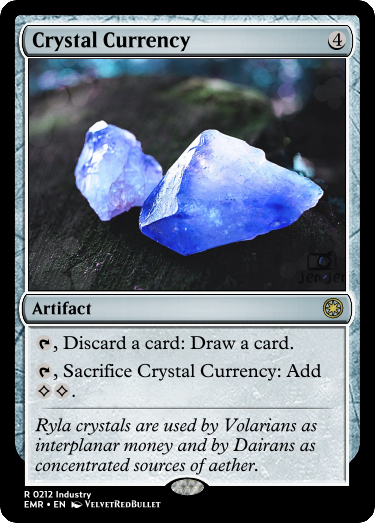 Crystal Currency 4
Artifact
, Discard a card: Draw a card.
, Sacrifice Crystal Currency: Add
.
Ryla crystals are used by Volarians as
interplanar money and by Dairans as
concentrated sources of aether.
R 0212 Industry
EMR • EN VelvetRedBullet